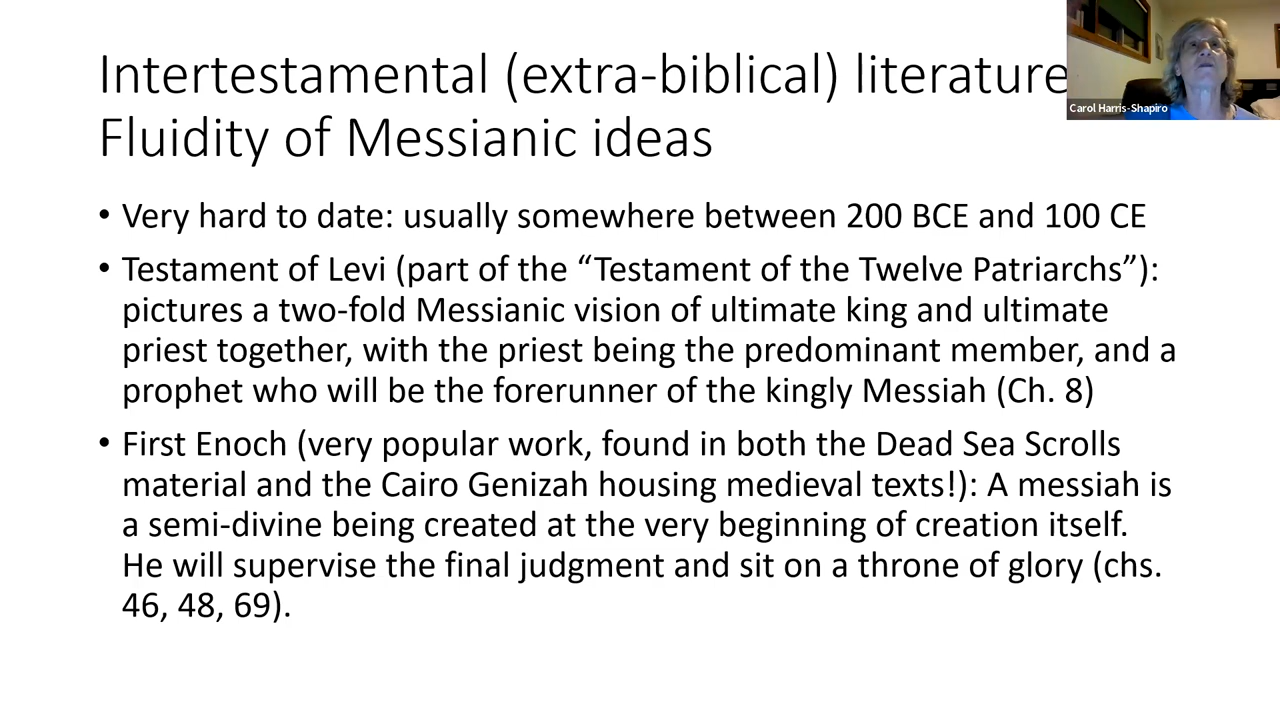 Intertestamental (extra-biblical) literature
Fluidity of Messianic ideas
Carol Harris-Shapiro
• Very hard to date: usually somewhere between 200 BCE and 100 CE
• Testament of Levi (part of the “Testament of the Twelve Patriarchs”):
pictures a two-fold Messianic vision of ultimate king and ultimate
priest together, with the priest being the predominant member, and a
prophet who will be the forerunner of the kingly Messiah (Ch. 8)
• First Enoch (very popular work, found in both the Dead Sea Scrolls
material and the Cairo Genizah housing medieval texts!): A messiah is
a semi-divine being created at the very beginning of creation itself.
He will supervise the final judgment and sit on a throne of glory (chs.
46, 48, 69).